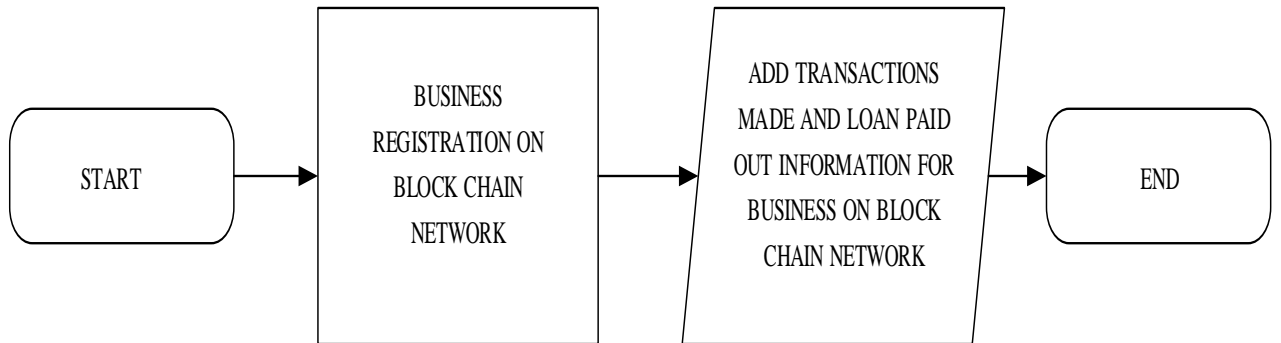 START
BUSINESS
REGISTRATION ON
BLOCK CHAIN
NETWORK
ADD TRANSACTIONS
MADE AND LOAN PAID
OUT INFORMATION FOR
BUSINESS ON BLOCK
CHAIN NETWORK
END